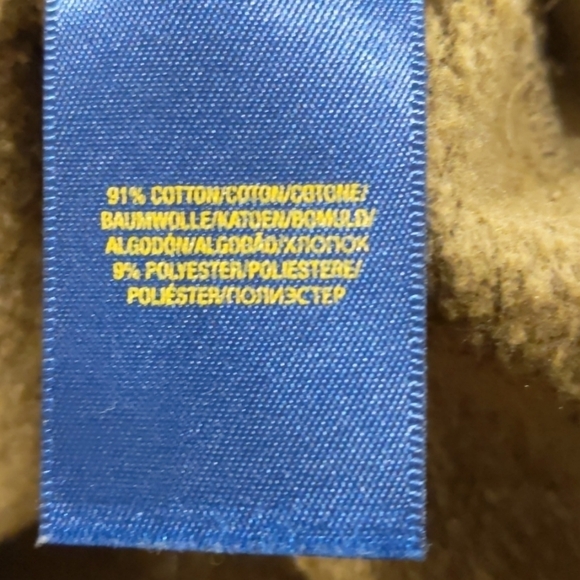 91% COTTON/COTON/COTONE/
BAUMWOLLE/KATOEN/BOMULD/
ALGODÓN/ALGODÃO/ХЛОПОК
9% POLYESTER/POLIESTERE/
POLIÉSTER/ПОЛИЭСТЕР